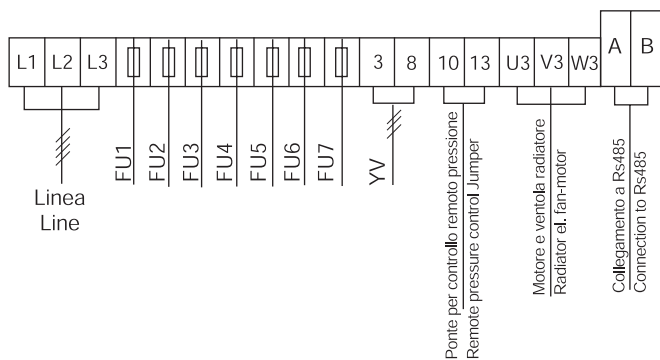 L1 L2 L3 3 8 10 13 U3 V3 W3 A B
Linea
Line
FU1
FU2
FU3
FU4
FU5
FU6
FU7
YV
Ponte per controllo remoto pressione
Remote pressure control Jumper
Motore e ventola radiatore
Radiator el. fan-motor
Collegamento a Rs485
Connection to Rs485